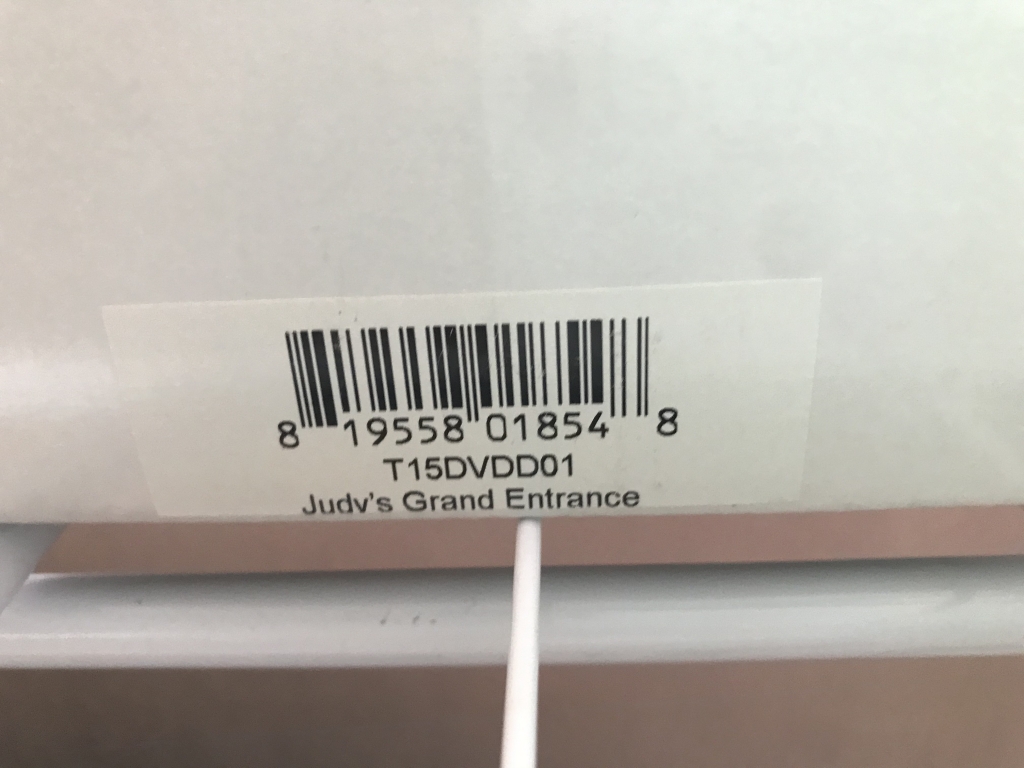 8 19558 01854 8
T15DVDD01
Judy's Grand Entrance